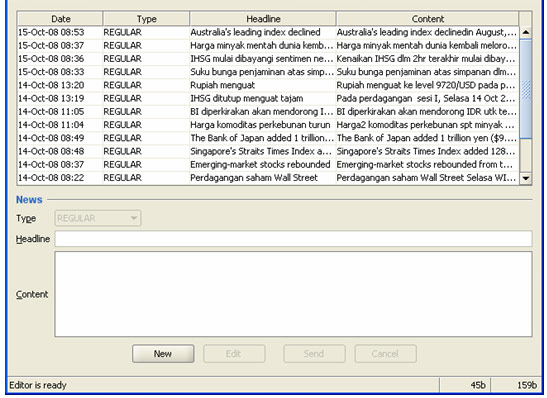 Date Type Headline Content
15-Oct-08 08:53 REGULAR Australia's leading index declined Australia's leading index declinedin August,...
15-Oct-08 08:37 REGULAR Harga minyak mentah dunia kemb... Harga minyak mentah dunia kembali meloro...
15-Oct-08 08:36 REGULAR IHSG mulai dibayangi sentimen ne... Kenaikan IHSG dlm 2hr terakhir mulai dibay...
15-Oct-08 08:33 REGULAR Suku bunga penjaminan atas simp... Suku bunga penjaminan atas simpanan dlm...
14-Oct-08 13:20 REGULAR Rupiah menguat Rupiah menguat ke level 9720/USD pada p...
14-Oct-08 13:19 REGULAR IHSG ditutup menguat tajam Pada perdagangan sesi I, Selasa 14 Oct 2...
14-Oct-08 11:05 REGULAR BI diperkirakan akan mendorong I... BI diperkirakan akan mendorong IDR utk te...
14-Oct-08 11:04 REGULAR Harga komoditas perkebunan turun Harga2 komoditas perkebunan spt minyak ...
14-Oct-08 08:49 REGULAR The Bank of Japan added 1 trillion... The Bank of Japan added 1 trillion yen ($9....
14-Oct-08 08:48 REGULAR Singapore's Straits Times Index a... Singapore's Straits Times Index added 128...
14-Oct-08 08:37 REGULAR Emerging-market stocks rebounded Emerging-market stocks rebounded from t...
14-Oct-08 08:22 REGULAR Perdagangan saham Wall Street Perdagangan saham Wall Street Selasa WI...
News
Type REGULAR
Headline
Content
New Edit Send Cancel
Editor is ready 45b 159b